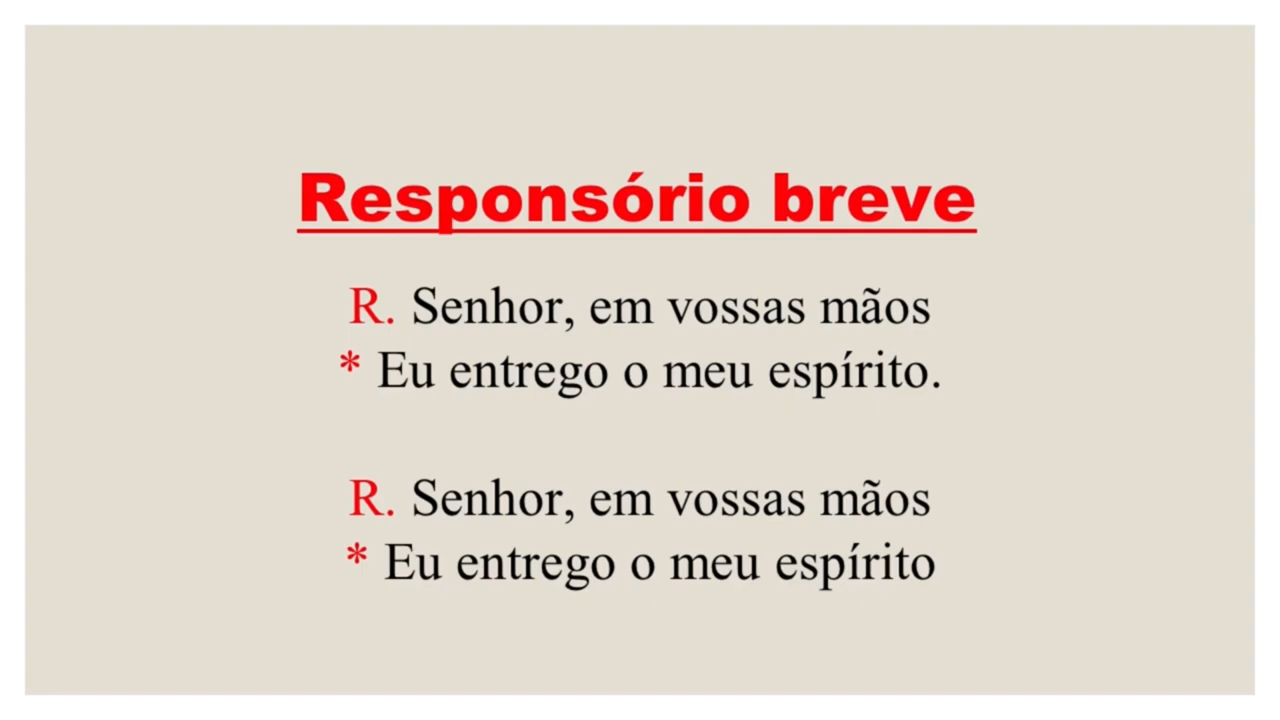 Responsório breve
R. Senhor, em vossas mãos
* Eu entrego o meu espírito.
R. Senhor, em vossas mãos
* Eu entrego o meu espírito